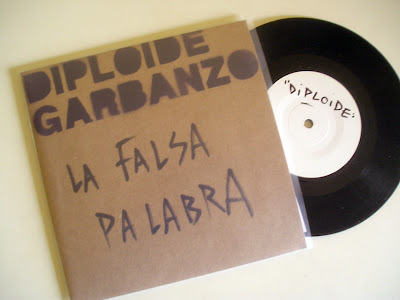 DIPLOIDE
GARBANZO
LA FALSA
PALABRA
"DiPLOiDE"